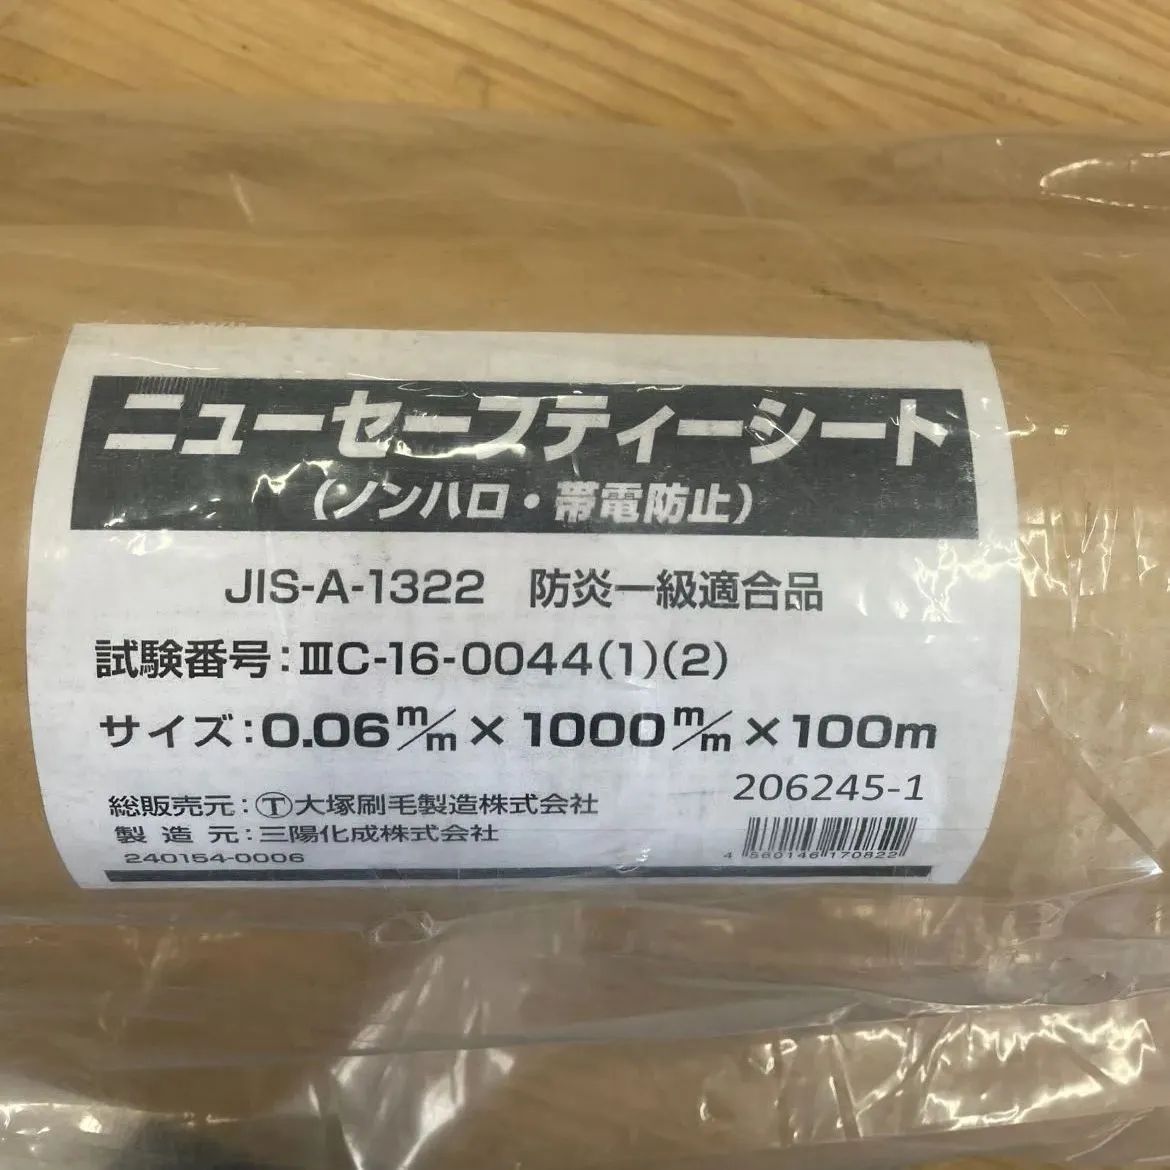 ニューセーフティーシート
(ノンハロ・帯電防止)
JIS-A-1322 防炎一級適合品
試験番号:ⅢC-16-0044(1)(2)
サイズ:0.06m/m×1000m/m×100m
206245-1
総販売元:Ⓣ大塚刷毛製造株式会社
製造元:三陽化成株式会社
240154-0006
4 560146 170822